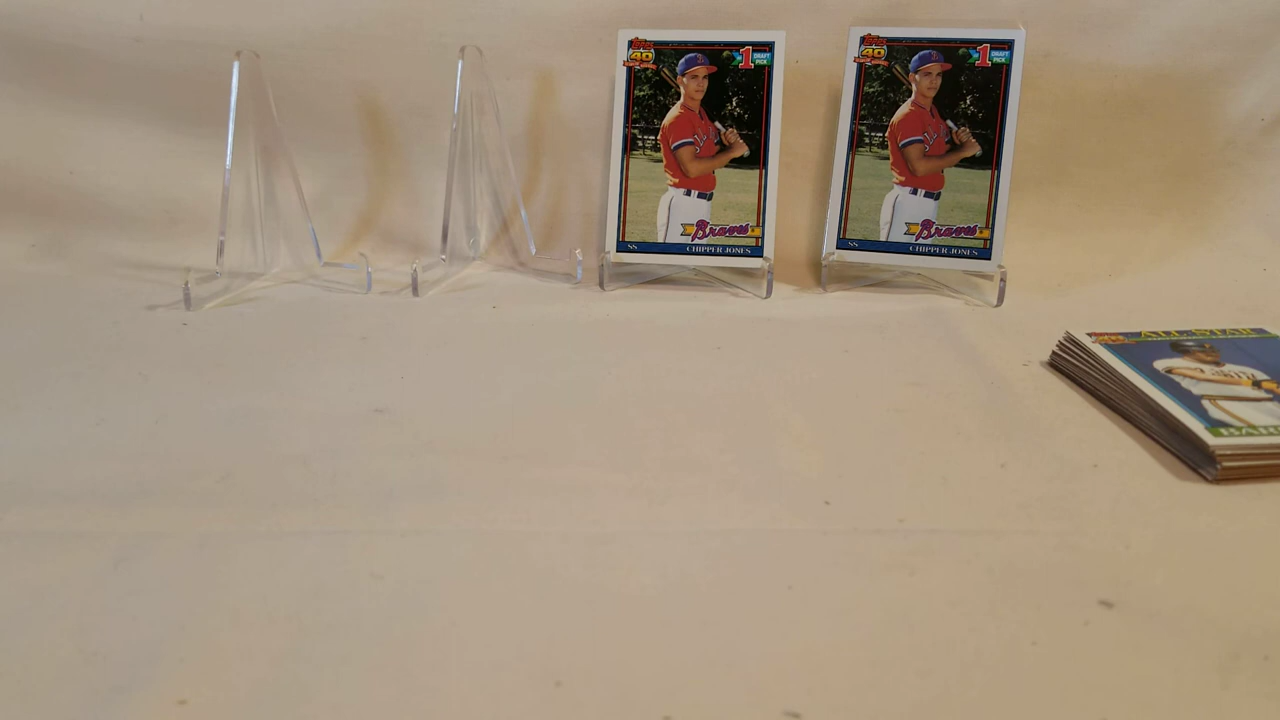 Topps
40
#1
DRAFT
PICK
Braves
SS
CHIPPER JONES
Topps
40
#1
DRAFT
PICK
Braves
SS
CHIPPER JONES
ALL STAR